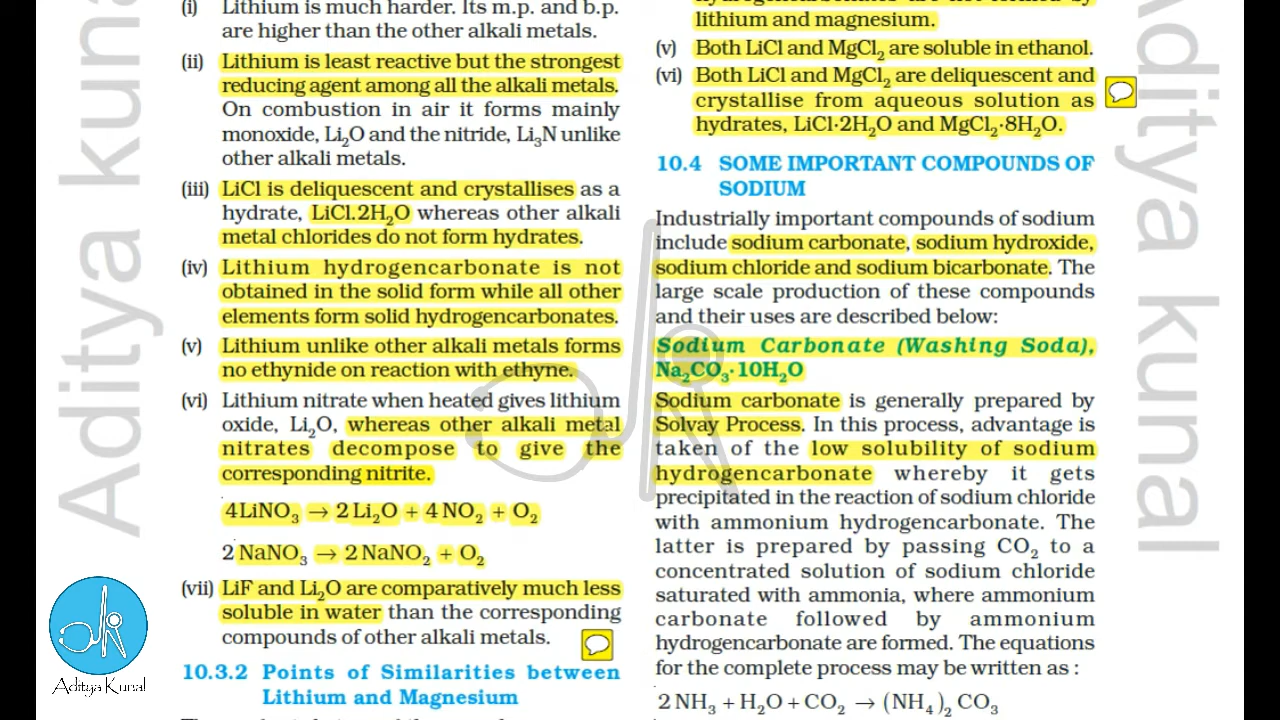 (i) Lithium is much harder. Its m.p. and b.p.
are higher than the other alkali metals.
(ii) Lithium is least reactive but the strongest
reducing agent among all the alkali metals.
On combustion in air it forms mainly
monoxide, Li₂O and the nitride, Li₃N unlike
other alkali metals.
(iii) LiCl is deliquescent and crystallises as a
hydrate, LiCl.2H₂O whereas other alkali
metal chlorides do not form hydrates.
(iv) Lithium hydrogencarbonate is not
obtained in the solid form while all other
elements form solid hydrogencarbonates.
(v) Lithium unlike other alkali metals forms
no ethynide on reaction with ethyne.
(vi) Lithium nitrate when heated gives lithium
oxide, Li₂O, whereas other alkali metal
nitrates decompose to give the
corresponding nitrite.
4LiNO₃ → 2 Li₂O + 4 NO₂ + O₂
2 NaNO₃ → 2 NaNO₂ + O₂
(vii) LiF and Li₂O are comparatively much less
soluble in water than the corresponding
compounds of other alkali metals.
10.3.2 Points of Similarities between
Lithium and Magnesium
lithium and magnesium.
(v) Both LiCl and MgCl₂ are soluble in ethanol.
(vi) Both LiCl and MgCl₂ are deliquescent and
crystallise from aqueous solution as
hydrates, LiCl·2H₂O and MgCl₂·8H₂O.
10.4 SOME IMPORTANT COMPOUNDS OF
SODIUM
Industrially important compounds of sodium
include sodium carbonate, sodium hydroxide,
sodium chloride and sodium bicarbonate. The
large scale production of these compounds
and their uses are described below:
Sodium Carbonate (Washing Soda),
Na₂CO₃·10H₂O
Sodium carbonate is generally prepared by
Solvay Process. In this process, advantage is
taken of the low solubility of sodium
hydrogencarbonate whereby it gets
precipitated in the reaction of sodium chloride
with ammonium hydrogencarbonate. The
latter is prepared by passing CO₂ to a
concentrated solution of sodium chloride
saturated with ammonia, where ammonium
carbonate followed by ammonium
hydrogencarbonate are formed. The equations
for the complete process may be written as :
2 NH₃ + H₂O + CO₂ → (NH₄)₂ CO₃
Aditya kuna
Aditya kunal
Aditya Kunal